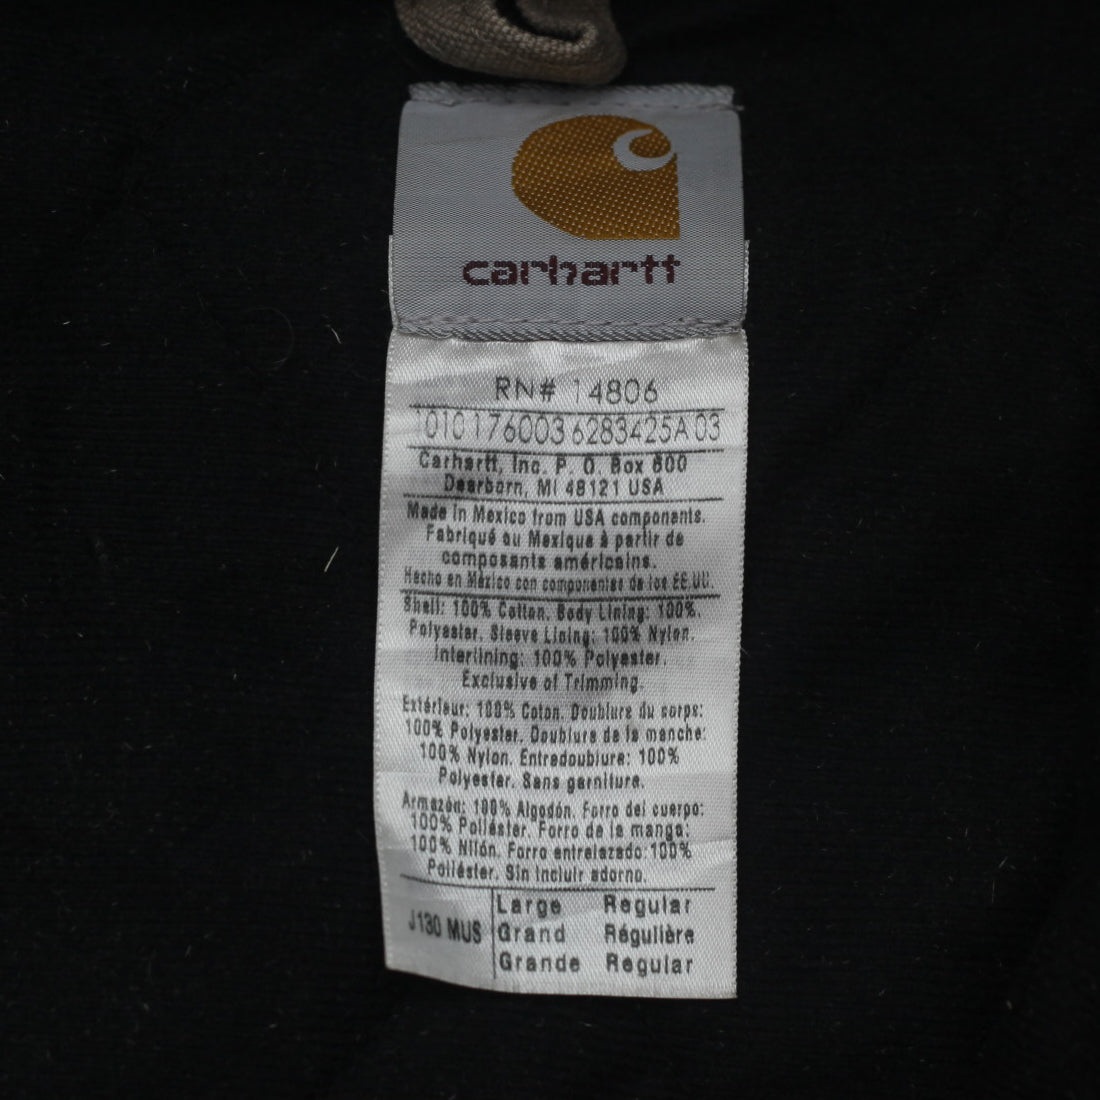 carhartt
RN# 14806
1010176003 6283425A 03
Carhartt, Inc. P. O. Box 600
Dearborn, MI 48121 USA
Made in Mexico from USA components.
Fabriqué au Mexique à partir de
composants américains.
Hecho en México con componentes de los EE.UU.
Shell: 100% Cotton. Body Lining: 100%.
Polyester. Sleeve Lining: 100% Nylon.
Interlining: 100% Polyester.
Exclusive of Trimming.
Extérieur: 100% Coton. Doublure du corps:
100% Polyester. Doublure de la manche:
100% Nylon. Entredoublure: 100%
Polyester. Sans garniture.
Armazón: 100% Algodón. Forro del cuerpo:
100% Poliéster. Forro de la manga:
100% Nilón. Forro entrelazado:100%
Poliéster. Sin incluir adorno.
J130 MUS
Large Regular
Grand Régulière
Grande Regular